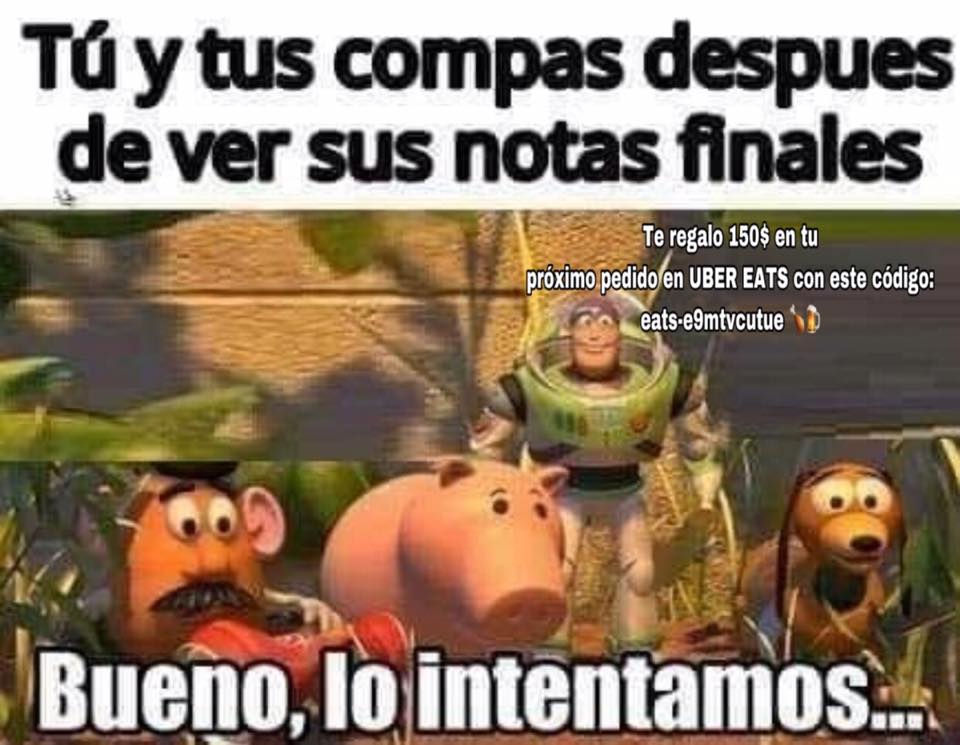 Tú y tus compas despues
de ver sus notas finales
Te regalo 150$ en tu
próximo pedido en UBER EATS con este código:
eats-e9mtvcutue 🍻
Bueno, lo intentamos...